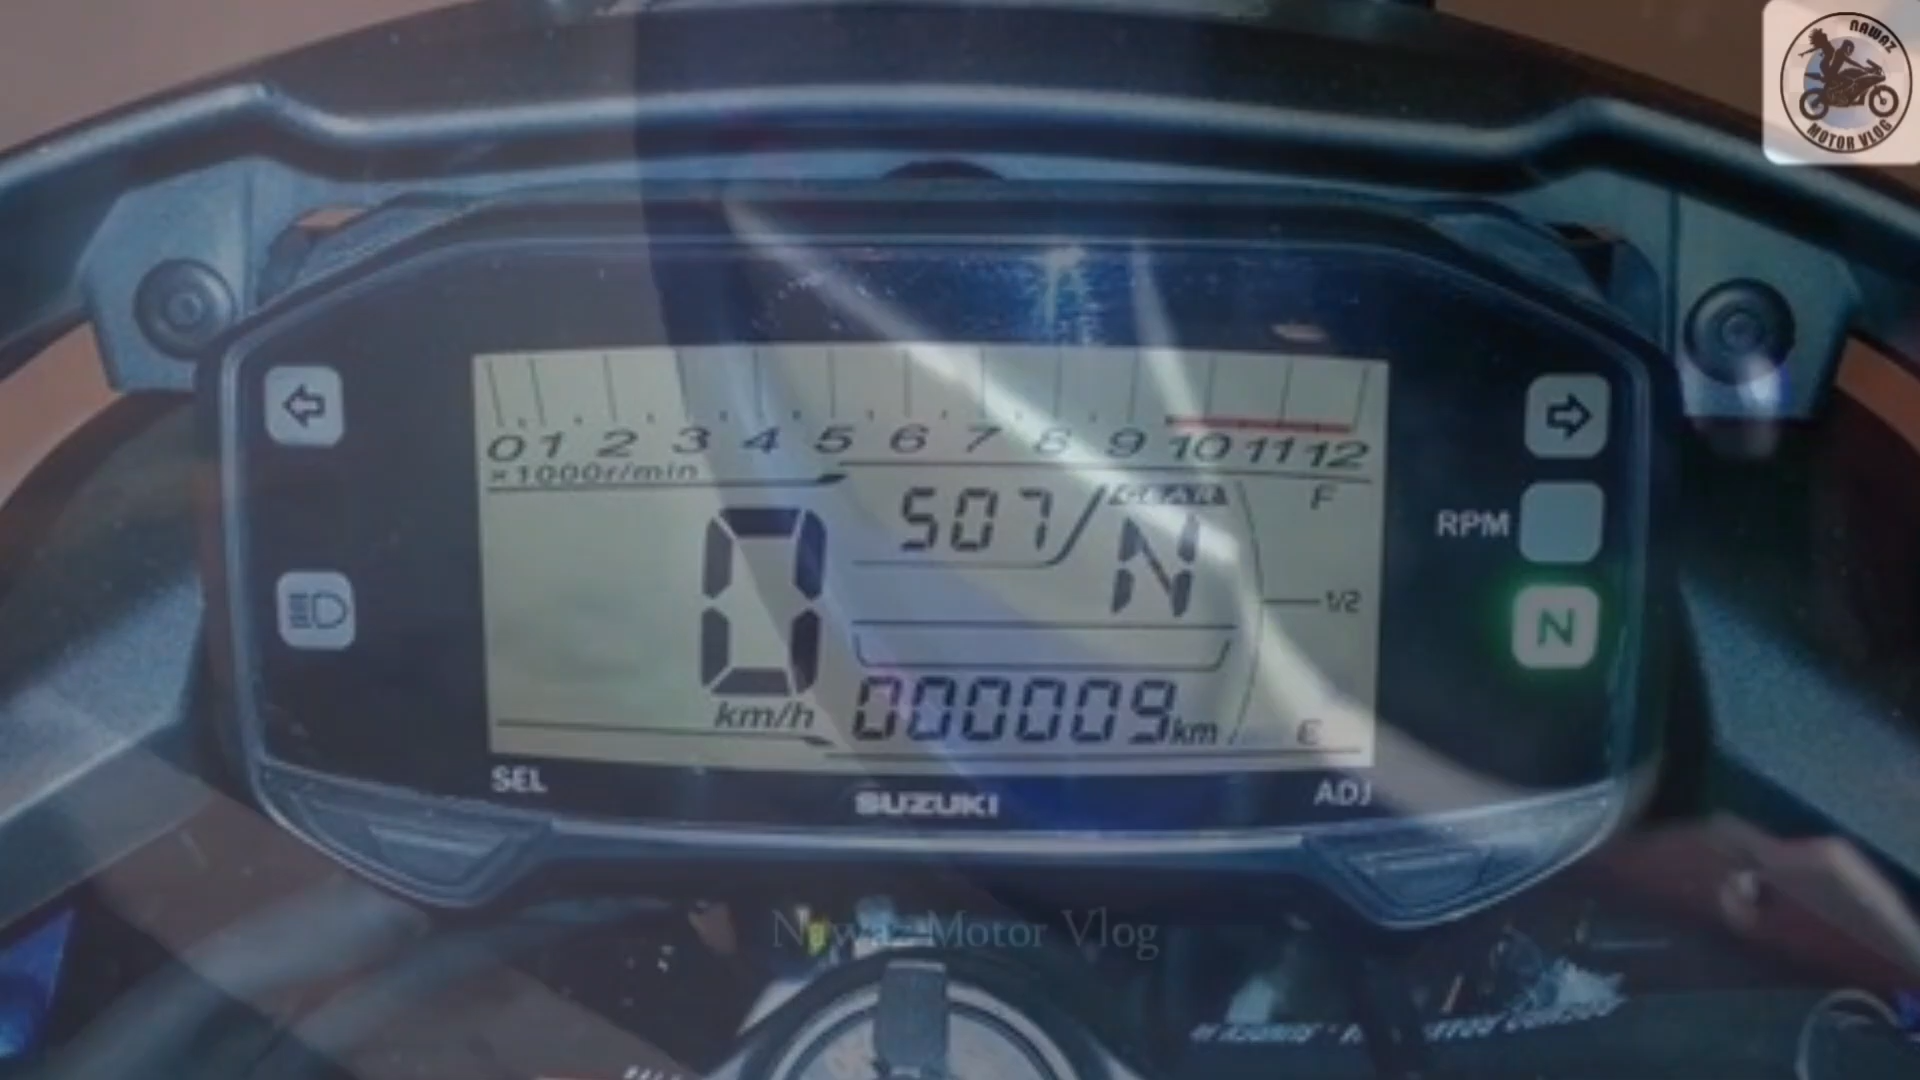 NAWAZ
MOTOR VLOG
0 1 2 3 4 5 6 7 8 9 10 11 12
×1000r/min
507
GEAR
F
N
RPM
1/2
N
0
km/h
000009km
E
SEL
ADJ
SUZUKI
Nawaz Motor Vlog